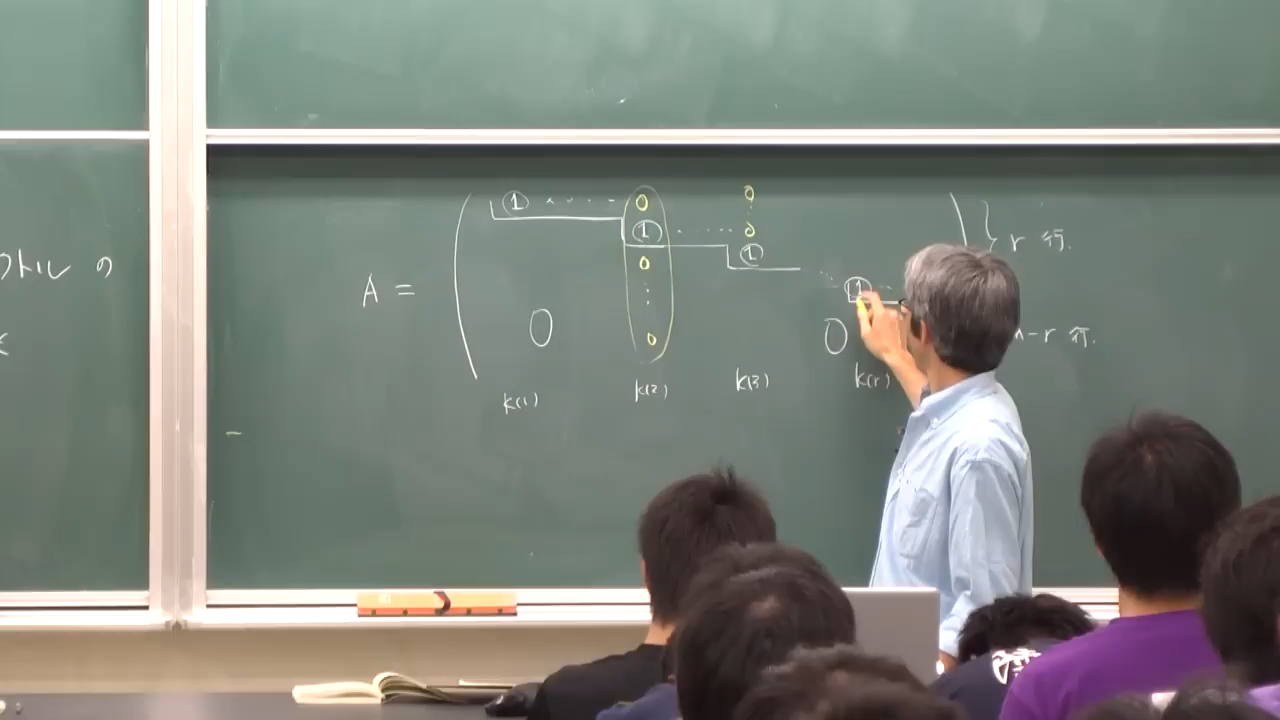 クトル の
A =
1 ・・・・ 0 0
1 ・・・・・ 0
0 1
1
0 0 0
r 行.
n-r 行.
k(1) k(2) k(3) k(r)